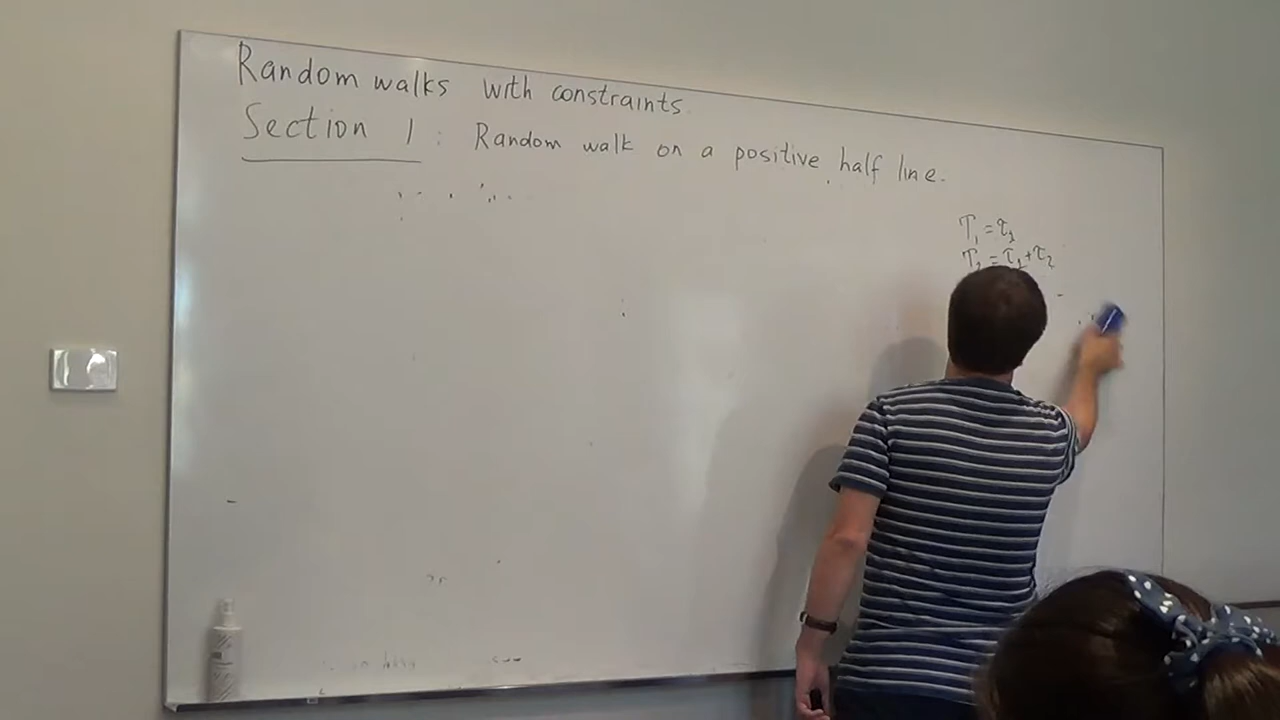 Random walks with constraints.
Section 1: Random walk on a positive half line.
T₁ = τ₁
T₂ = τ₁ + τ₂